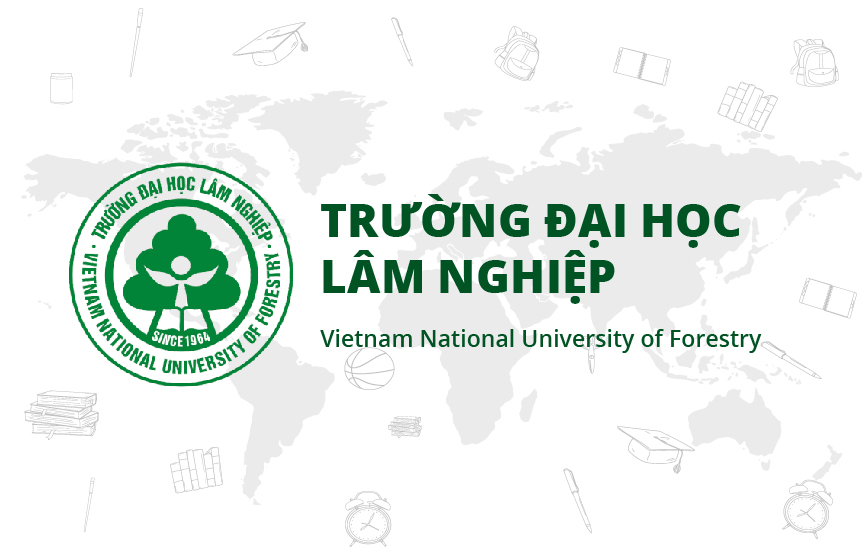 TRƯỜNG ĐẠI HỌC LÂM NGHIỆP
VIETNAM NATIONAL UNIVERSITY OF FORESTRY
SINCE 1964
TRƯỜNG ĐẠI HỌC
LÂM NGHIỆP
Vietnam National University of Forestry